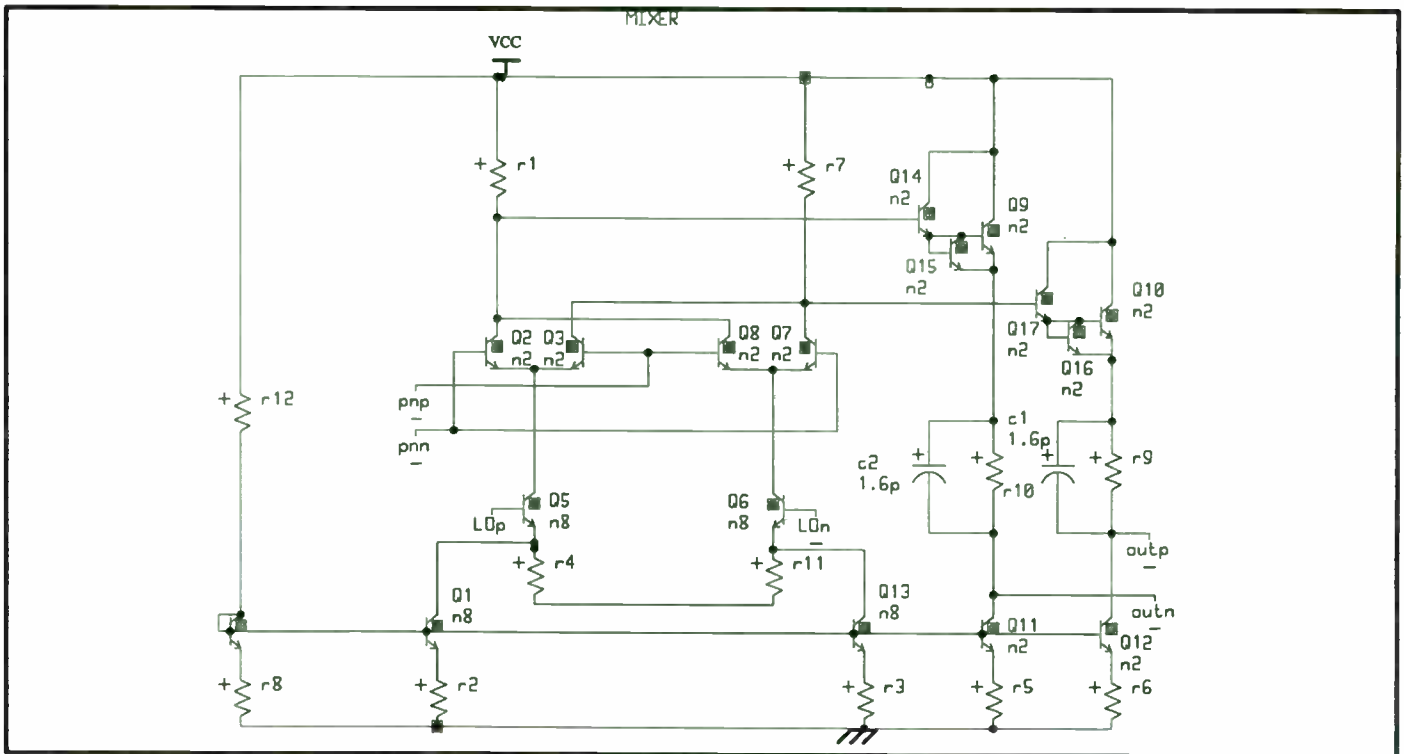 MIXER
VCC
+ r1
+ r7
Q14
n2
Q9
n2
Q15
n2
Q10
n2
Q17
n2
Q16
n2
Q2
n2
Q3
n2
Q8
n2
Q7
n2
+ r12
pnp
pnn
c1
1.6p
c2
1.6p
+
+
r10
+
+ r9
Q5
n8
Q6
n8
LOp
LOn
outp
+ r4
+ r11
outn
Q1
n8
Q13
n8
Q11
n2
Q12
n2
+ r8
+ r2
+ r3
+ r5
+ r6